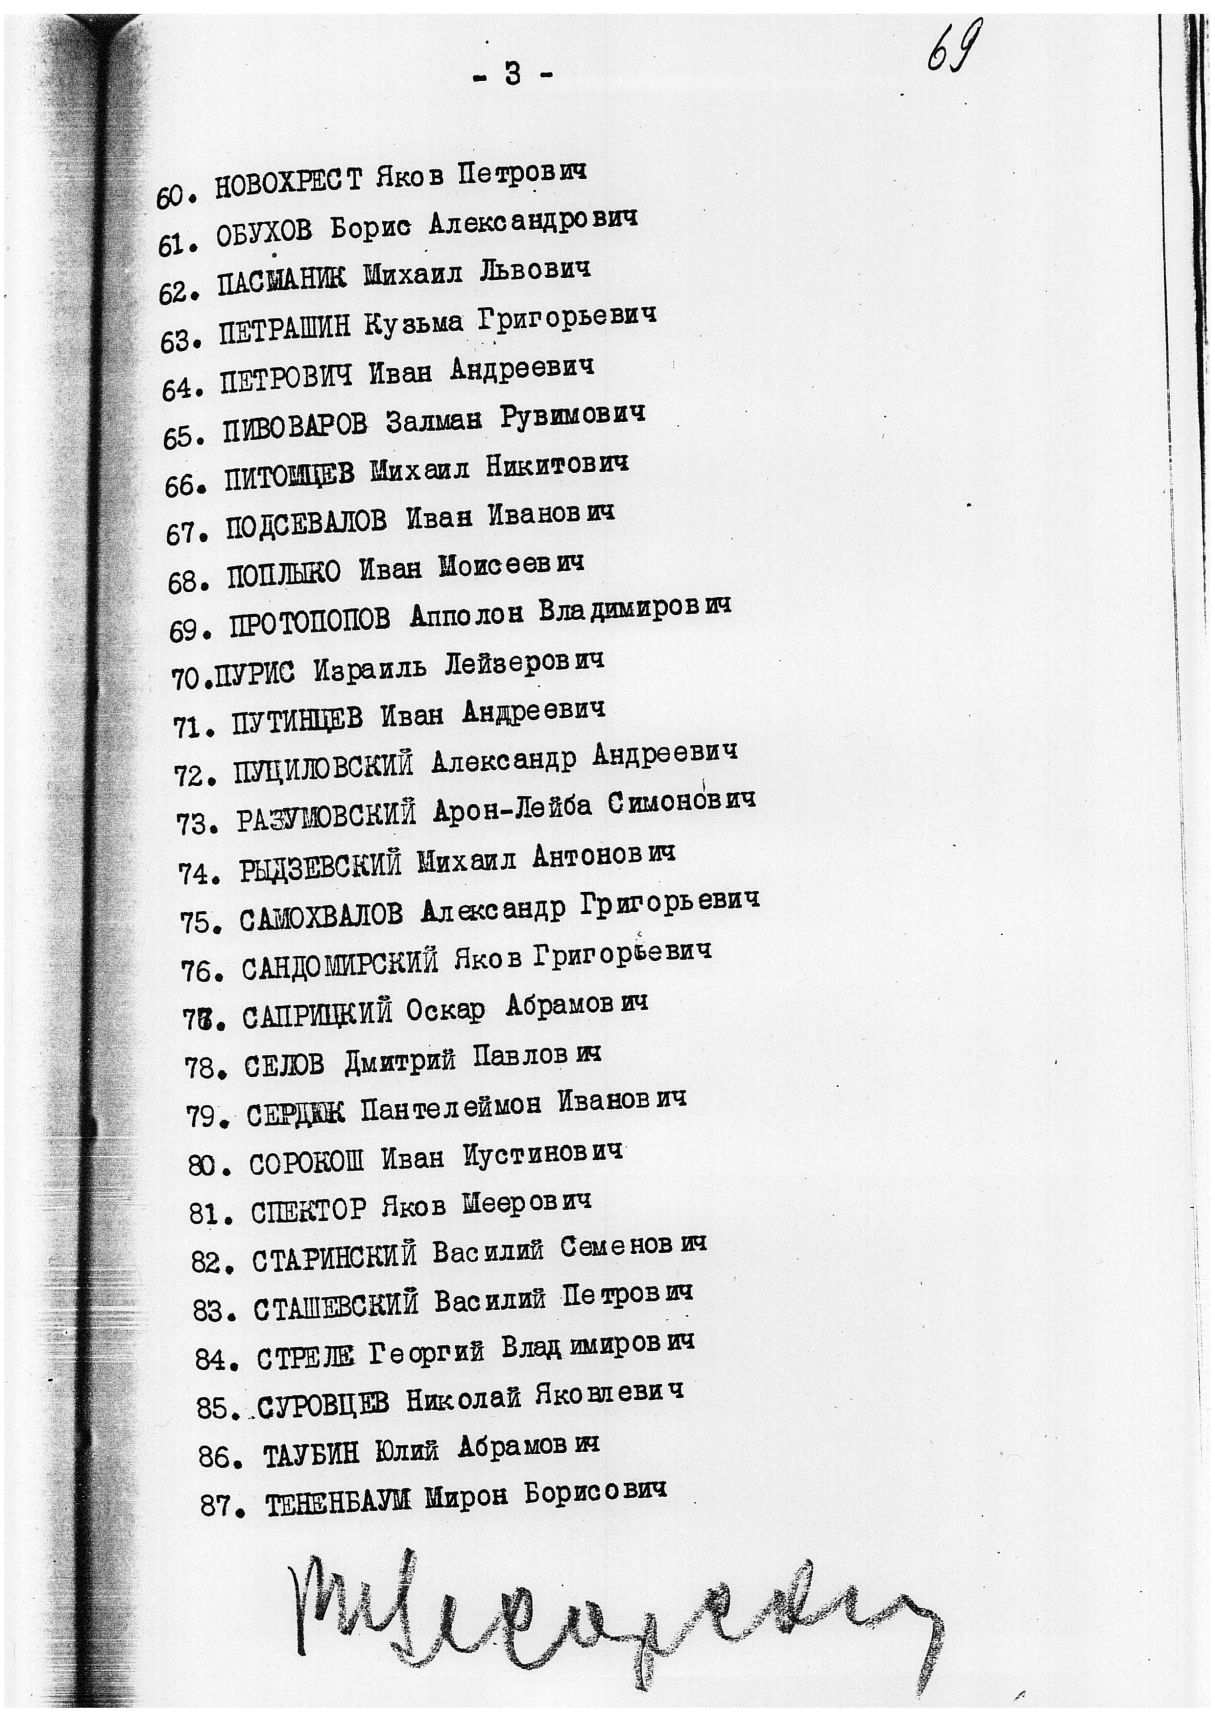 69
- 3 -
60. НОВОХРЕСТ Яков Петрович
61. ОБУХОВ Борис Александрович
62. ПАСМАНИК Михаил Львович
63. ПЕТРАШИН Кузьма Григорьевич
64. ПЕТРОВИЧ Иван Андреевич
65. ПИВОВАРОВ Залман Рувимович
66. ПИТОМЦЕВ Михаил Никитович
67. ПОДСЕВАЛОВ Иван Иванович
68. ПОПЛЫКО Иван Моисеевич
69. ПРОТОПОПОВ Апполон Владимирович
70.ПУРИС Израиль Лейзерович
71. ПУТИНЦЕВ Иван Андреевич
72. ПУЦИЛОВСКИЙ Александр Андреевич
73. РАЗУМОВСКИЙ Арон-Лейба Симонович
74. РЫДЗЕВСКИЙ Михаил Антонович
75. САМОХВАЛОВ Александр Григорьевич
76. САНДОМИРСКИЙ Яков Григорьевич
77. САПРИЦКИЙ Оскар Абрамович
78. СЕЛОВ Дмитрий Павлович
79. СЕРДЮК Пантелеймон Иванович
80. СОРОКОШ Иван Иустинович
81. СПЕКТОР Яков Меерович
82. СТАРИНСКИЙ Василий Семенович
83. СТАШЕВСКИЙ Василий Петрович
84. СТРЕЛЕ Георгий Владимирович
85. СУРОВЦЕВ Николай Яковлевич
86. ТАУБИН Юлий Абрамович
87. ТЕНЕНБАУМ Мирон Борисович